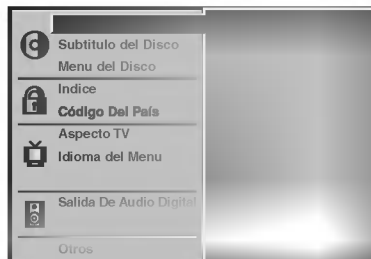 Subtitulo del Disco
Menu del Disco
Indice
Código Del País
Aspecto TV
Idioma del Menu
Salida De Audio Digital
Otros